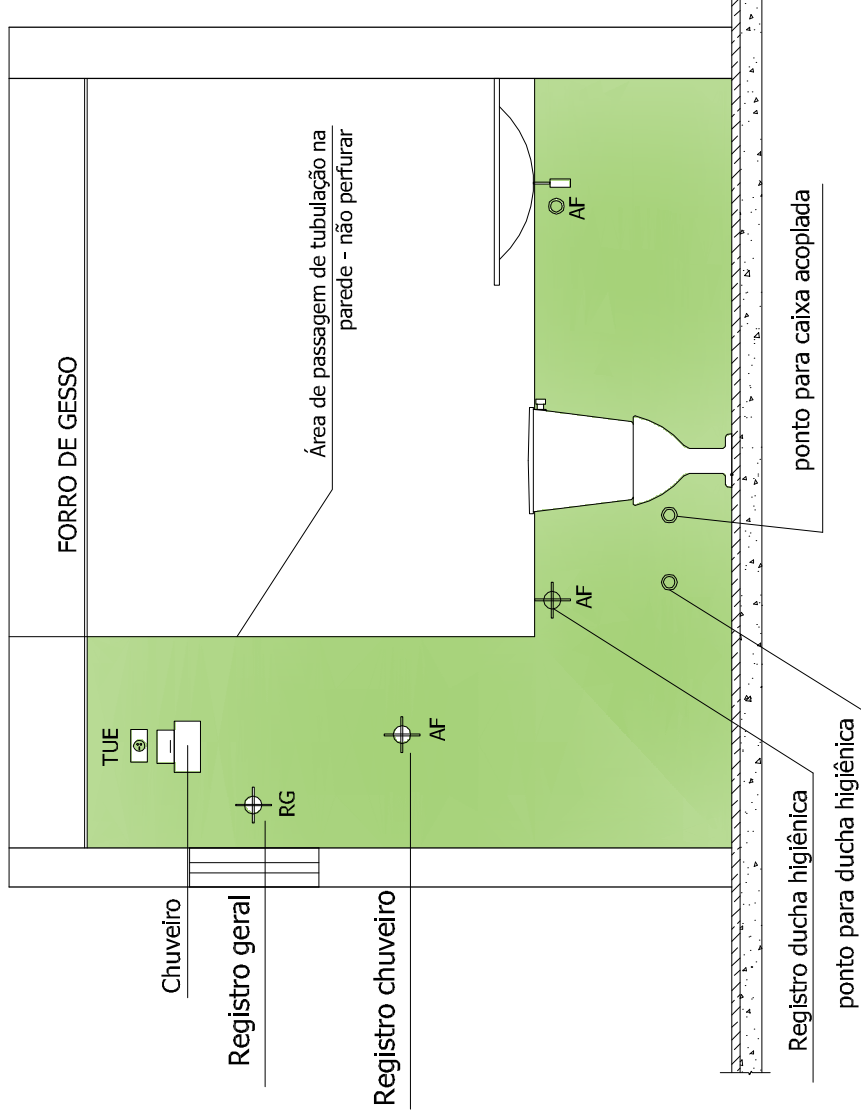 FORRO DE GESSO
Área de passagem de tubulação na
parede - não perfurar
TUE
Chuveiro
RG
Registro geral
AF
Registro chuveiro
AF
AF
Registro ducha higiênica
ponto para ducha higiênica
ponto para caixa acoplada